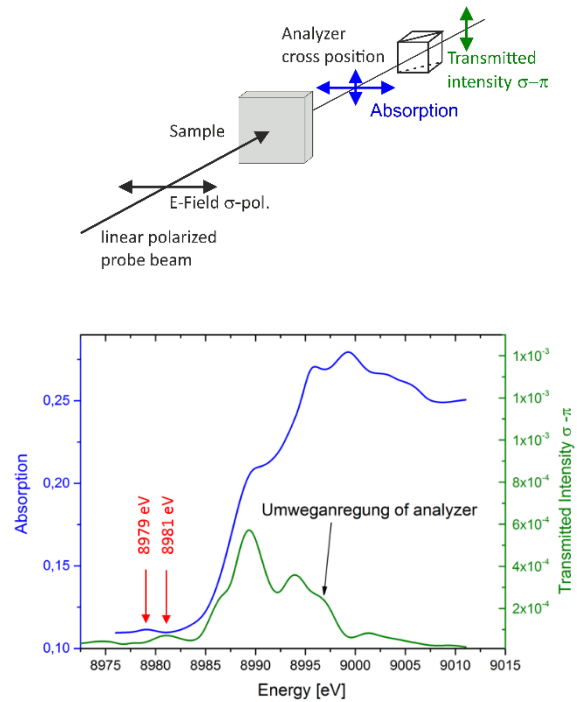 Analyzer
cross position
Transmitted
intensity σ–π
Absorption
Sample
E-Field σ-pol.
linear polarized
probe beam
Absorption
0,25
0,20
0,15
0,10
8979 eV
8981 eV
Umweganregung of analyzer
1x10⁻³
1x10⁻³
8x10⁻⁴
6x10⁻⁴
4x10⁻⁴
2x10⁻⁴
Transmitted Intensity σ -π
8975 8980 8985 8990 8995 9000 9005 9010 9015
Energy [eV]